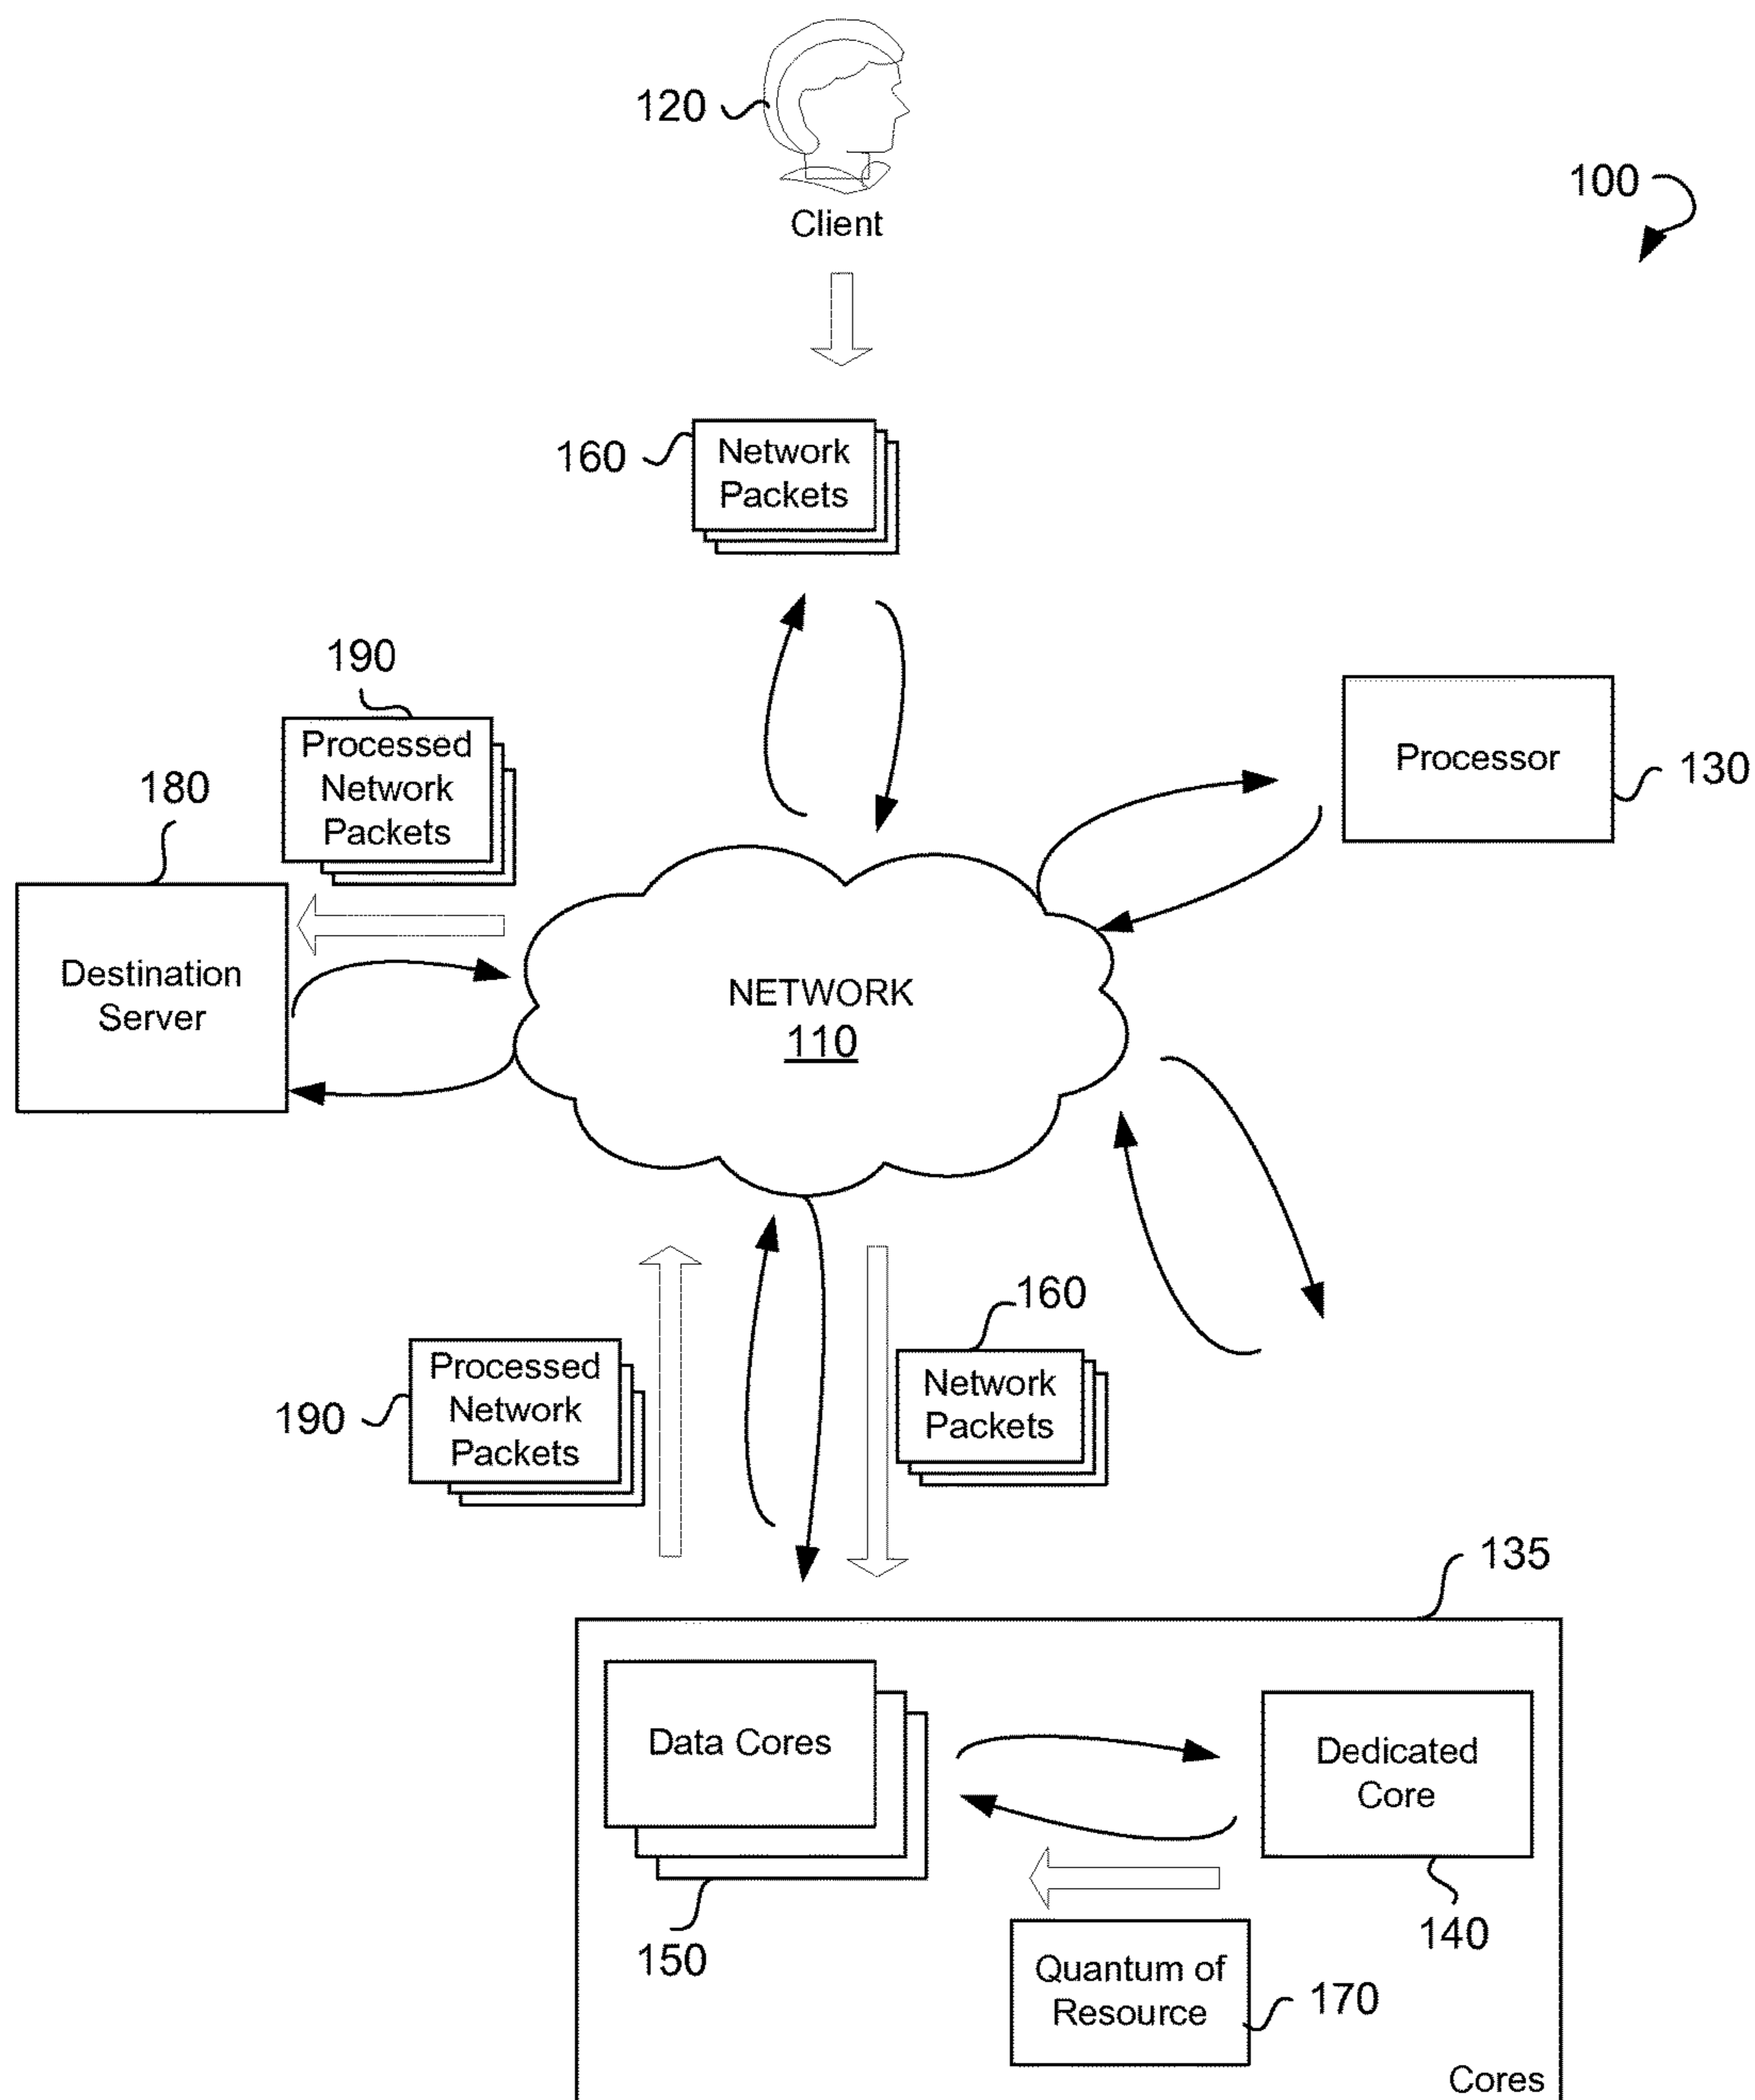 120
Client
100
160
Network
Packets
190
Processed
Network
Packets
180
Processor
130
Destination
Server
NETWORK
110
160
Network
Packets
Processed
Network
Packets
190
135
Data Cores
Dedicated
Core
150
140
Quantum of
Resource
170
Cores